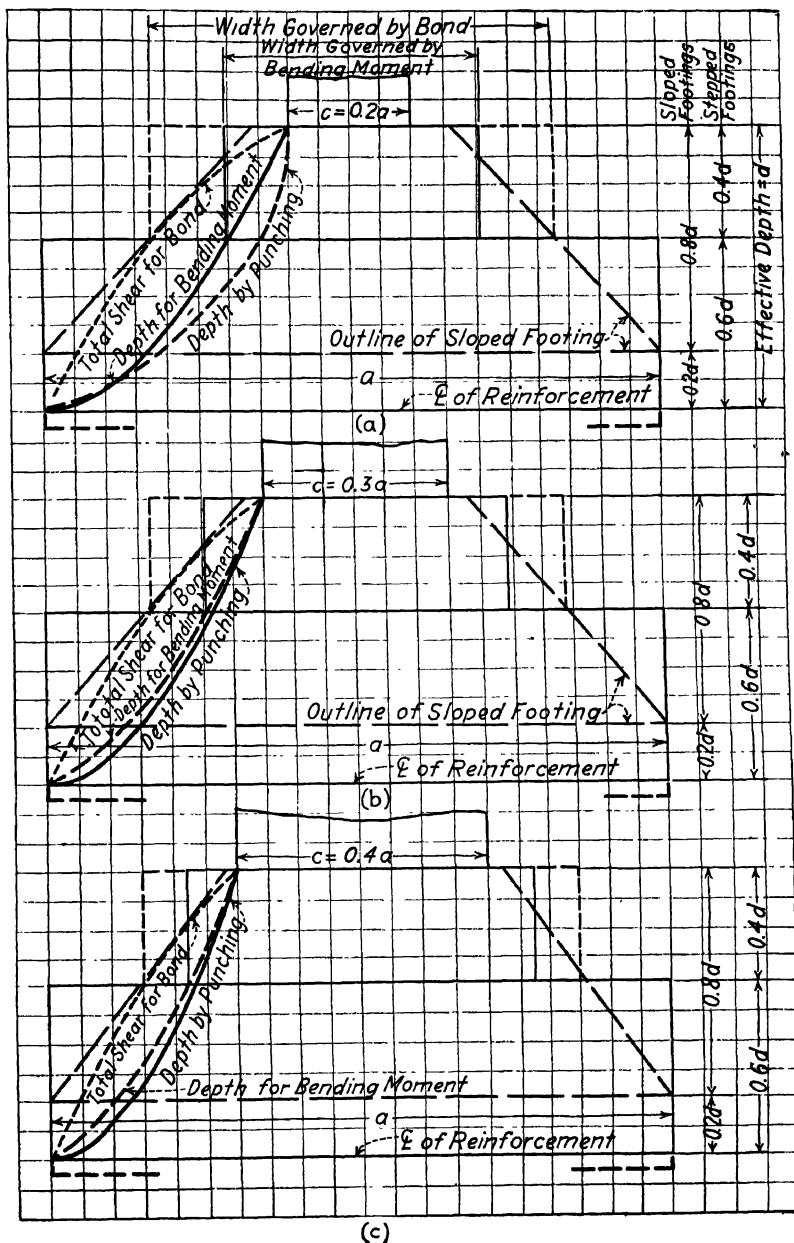 Width Governed by Bond
Width Governed by
Bending Moment
Sloped
Footings
Stepped
Footings
c=0.2a
Total Shear for Bond
Depth for Bending Moment
Depth by Punching
0.8d
0.4d
0.6d
0.2d
Effective Depth=d
Outline of Sloped Footing
a
℄ of Reinforcement
(a)
c=0.3a
Tototal Shear for Bond
Depth for Bending Moment
Depth by Punching
0.8d
0.4d
0.6d
0.2d
Outline of Sloped Footing
a
℄ of Reinforcement
(b)
c=0.4a
Total Shear for Bond
Depth by Punching
0.8d
0.4d
0.6d
0.2d
Depth for Bending Moment
a
℄ of Reinforcement
(c)